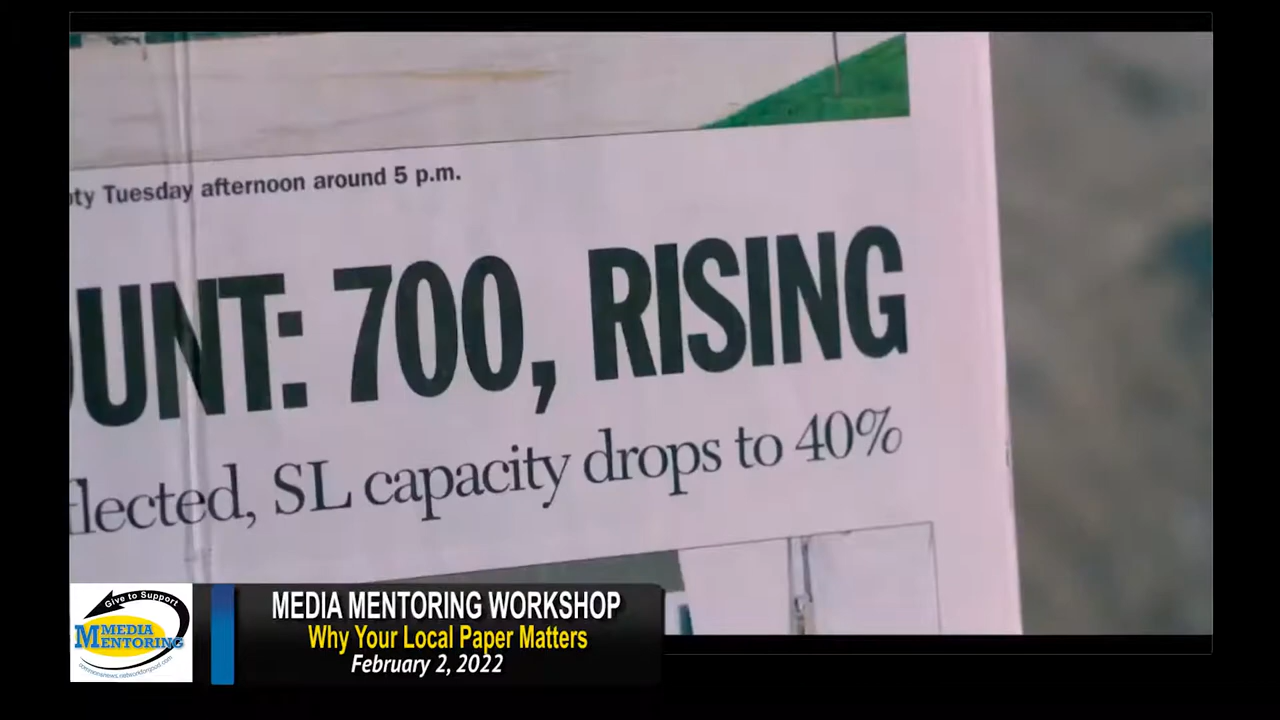 Tuesday afternoon around 5 p.m.
UNT: 700, RISING
lected, SL capacity drops to 40%
Give to Support
MEDIA
MENTORING
MEDIA MENTORING WORKSHOP
Why Your Local Paper Matters
February 2, 2022